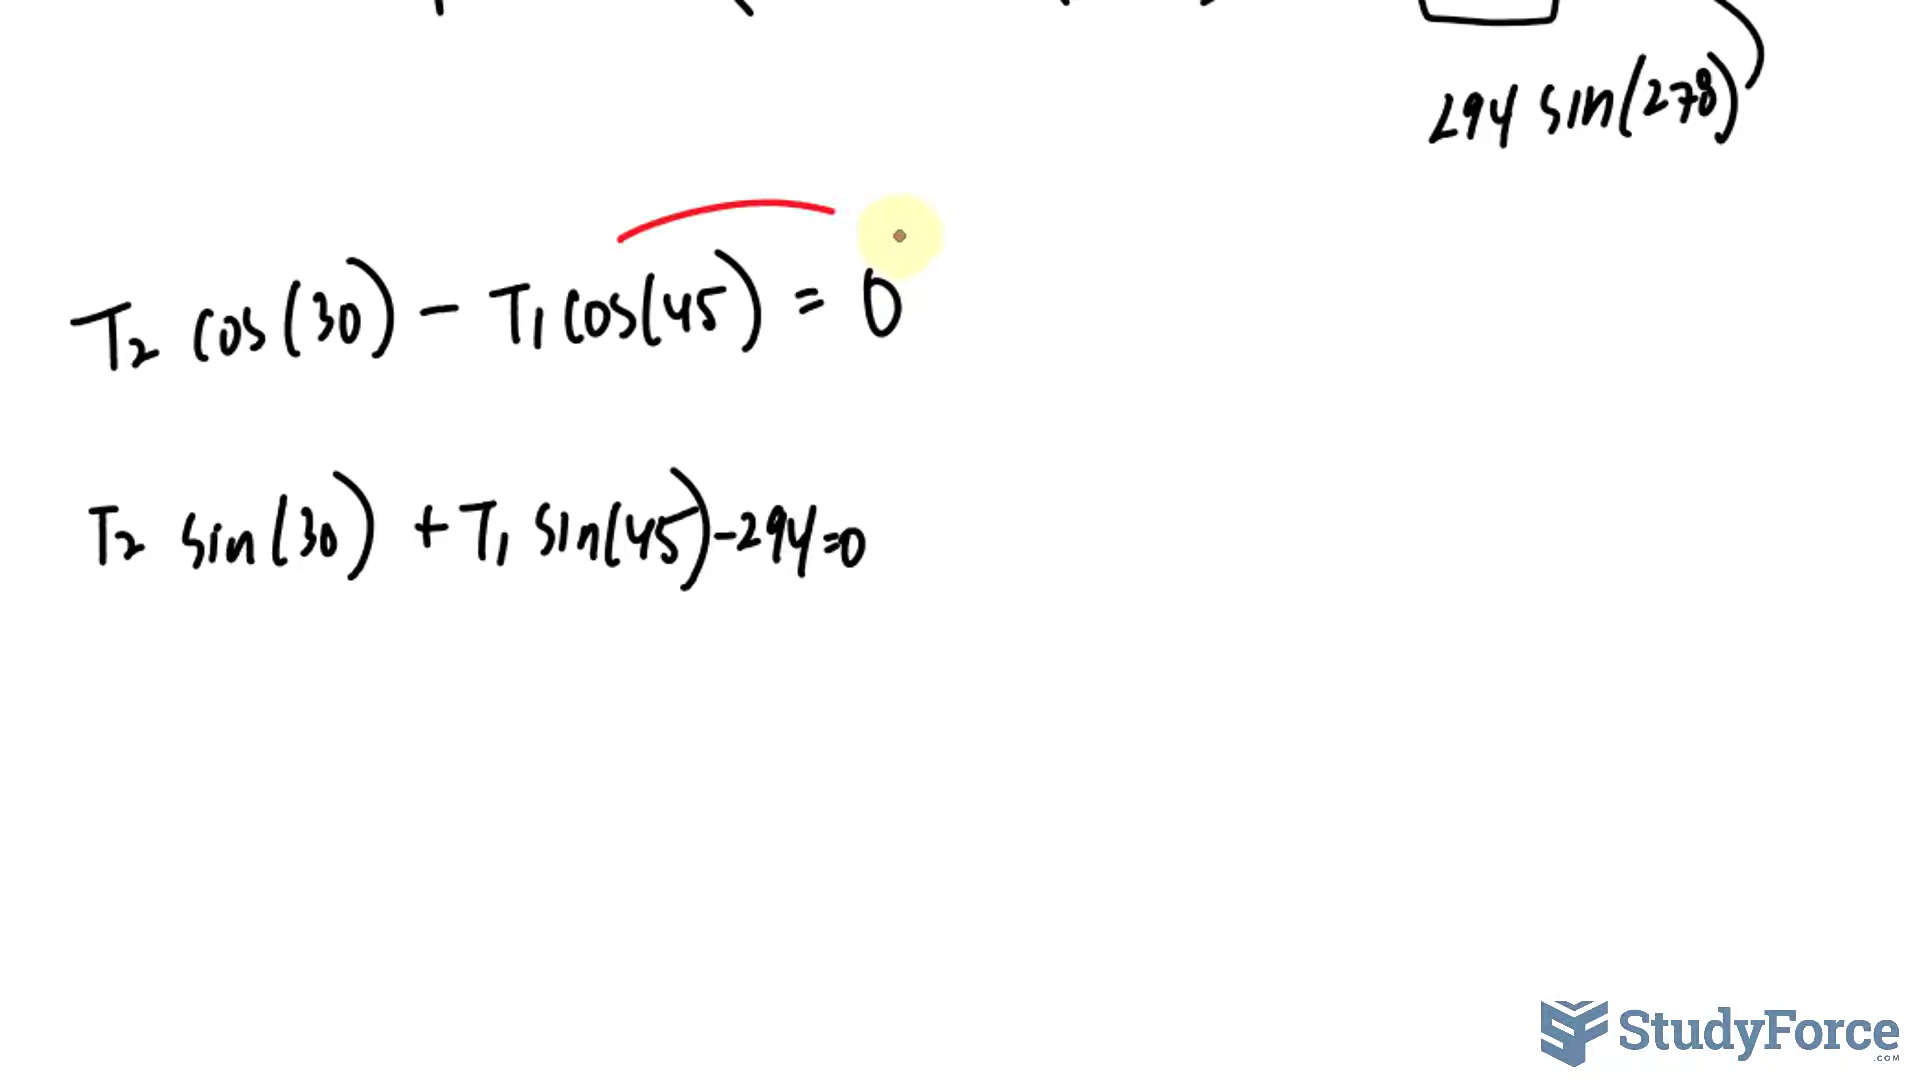 294 sin(278)
T2 cos(30) - T1 cos(45) = 0
T2 sin(30) + T1 sin(45) - 294 = 0
StudyForce
.COM